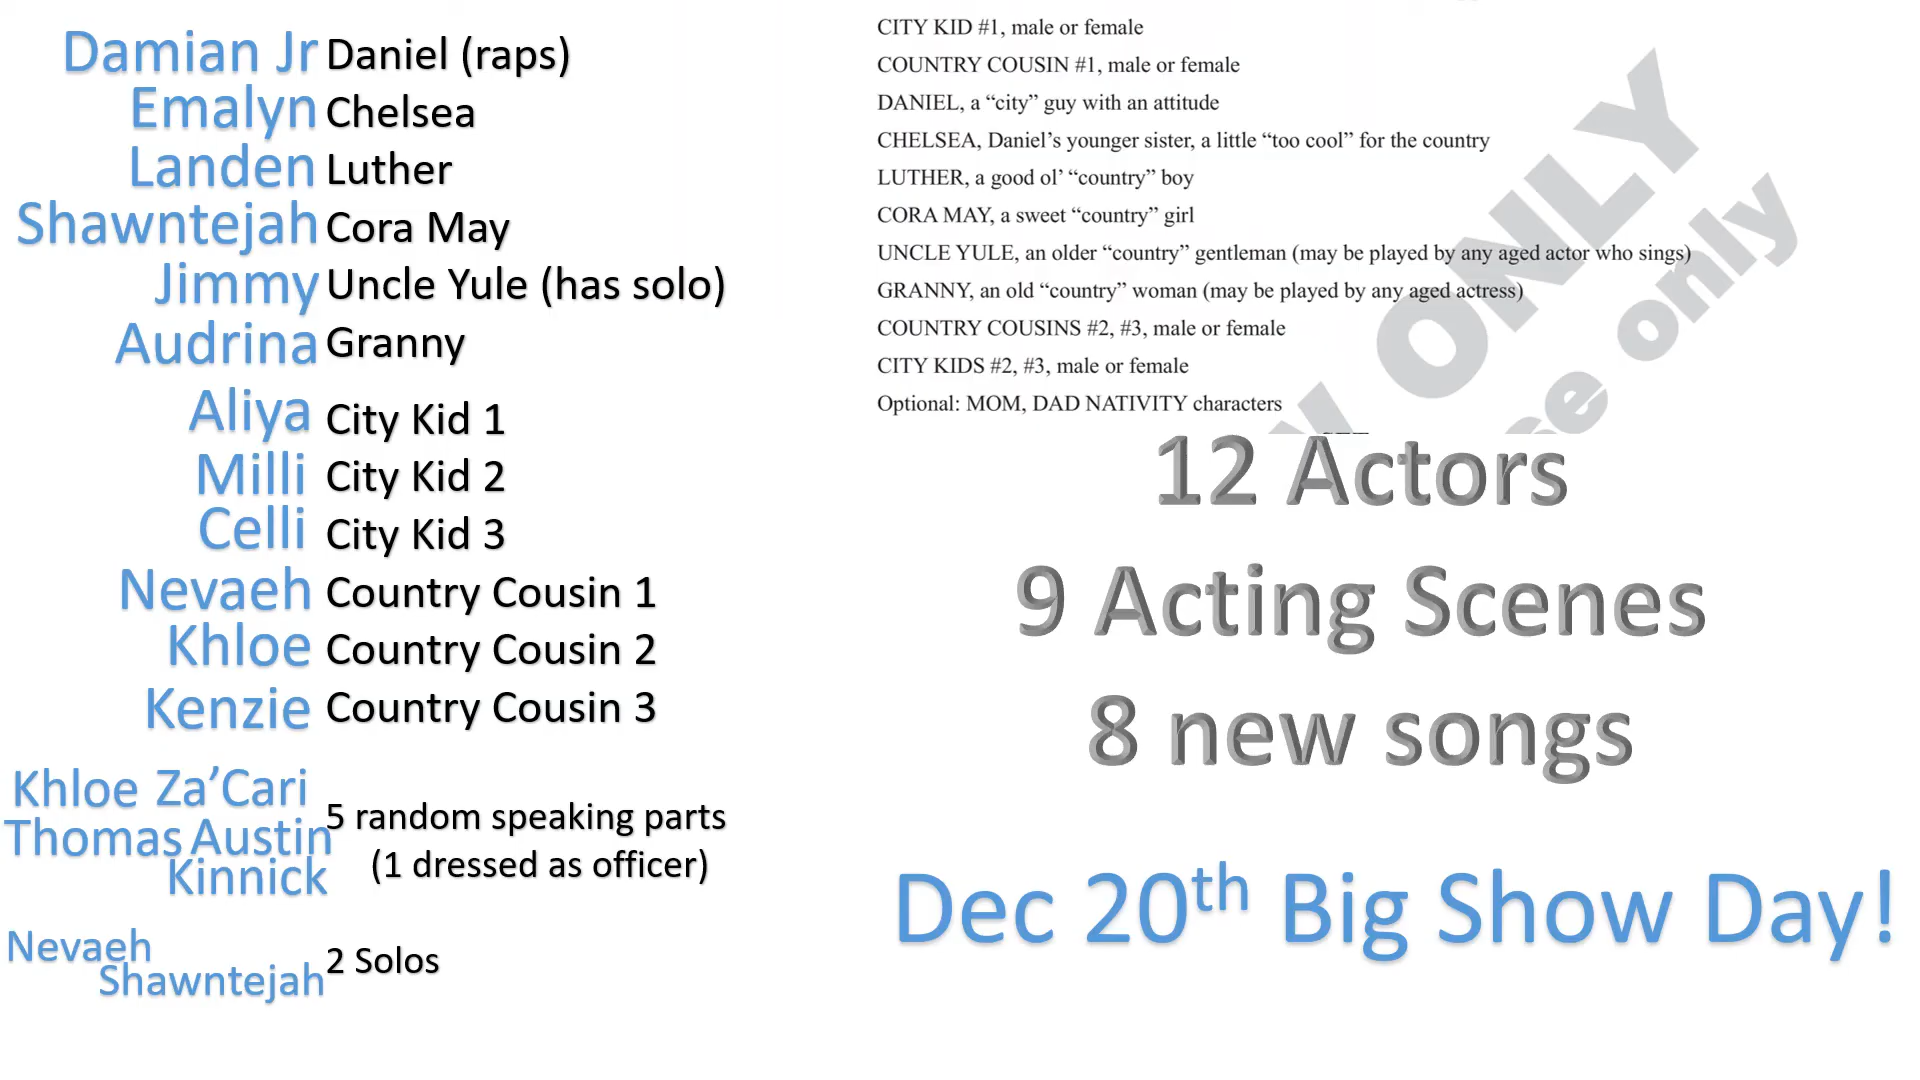 Damian Jr Daniel (raps)
Emalyn Chelsea
Landen Luther
Shawntejah Cora May
Jimmy Uncle Yule (has solo)
Audrina Granny
Aliya City Kid 1
Milli City Kid 2
Celli City Kid 3
Nevaeh Country Cousin 1
Khloe Country Cousin 2
Kenzie Country Cousin 3
Khloe Za’Cari
Thomas Austin
Kinnick
5 random speaking parts
(1 dressed as officer)
Nevaeh
Shawntejah
2 Solos
CITY KID #1, male or female
COUNTRY COUSIN #1, male or female
DANIEL, a “city” guy with an attitude
CHELSEA, Daniel’s younger sister, a little “too cool” for the country
LUTHER, a good ol’ “country” boy
CORA MAY, a sweet “country” girl
UNCLE YULE, an older “country” gentleman (may be played by any aged actor who sings)
GRANNY, an old “country” woman (may be played by any aged actress)
COUNTRY COUSINS #2, #3, male or female
CITY KIDS #2, #3, male or female
Optional: MOM, DAD NATIVITY characters
ONLY
only
12 Actors
9 Acting Scenes
8 new songs
Dec 20th Big Show Day!